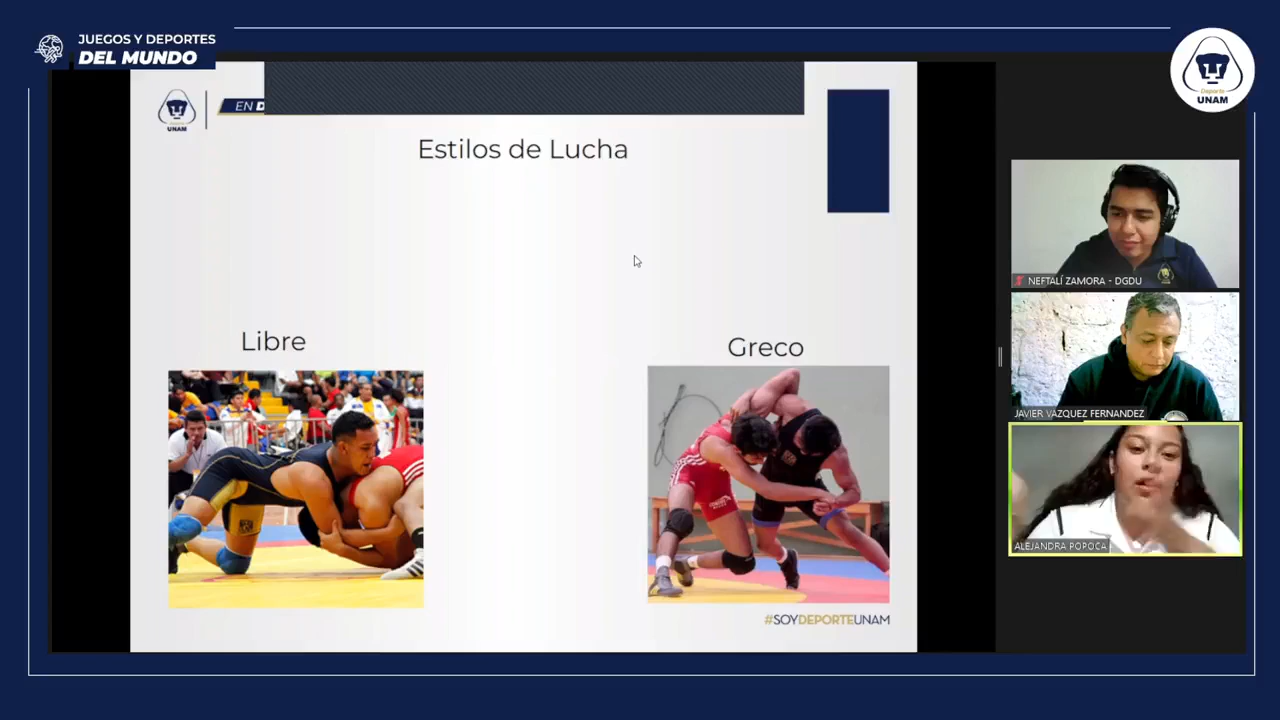 JUEGOS Y DEPORTES
DEL MUNDO
Deporte
UNAM
UNAM
EN D
Estilos de Lucha
Libre
Greco
#SOYDEPORTEUNAM
NEFTALÍ ZAMORA - DGDU
JAVIER VAZQUEZ FERNANDEZ
ALEJANDRA POPOCA